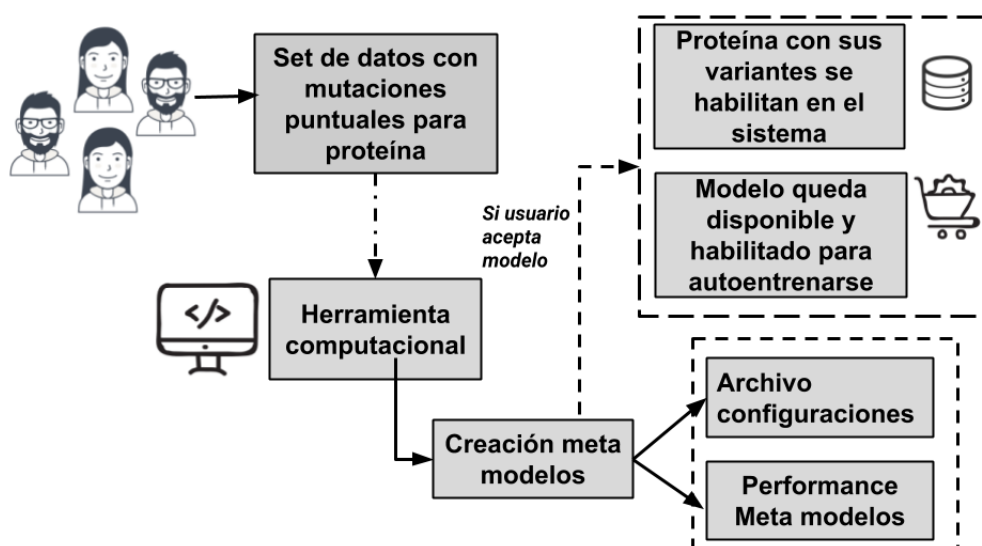 Set de datos con
mutaciones
puntuales para
proteína
Proteína con sus
variantes se
habilitan en el
sistema
Modelo queda
disponible y
habilitado para
autoentrenarse
Si usuario
acepta
modelo
</>
Herramienta
computacional
Creación meta
modelos
Archivo
configuraciones
Performance
Meta modelos